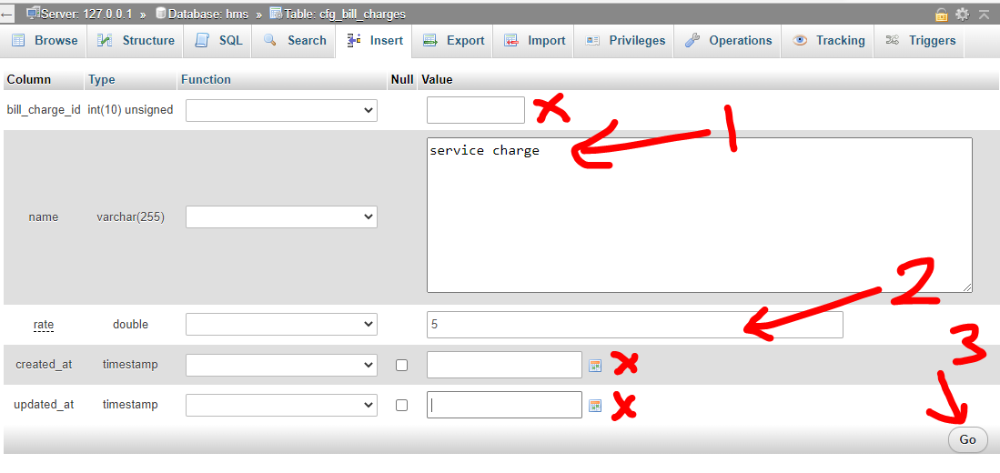 Server: 127.0.0.1 » Database: hms » Table: cfg_bill_charges
Browse Structure SQL Search Insert Export Import Privileges Operations Tracking Triggers
Column Type Function Null Value
bill_charge_id int(10) unsigned x
1
service charge
name varchar(255)
2
rate double 5
3
created_at timestamp x
updated_at timestamp x
Go